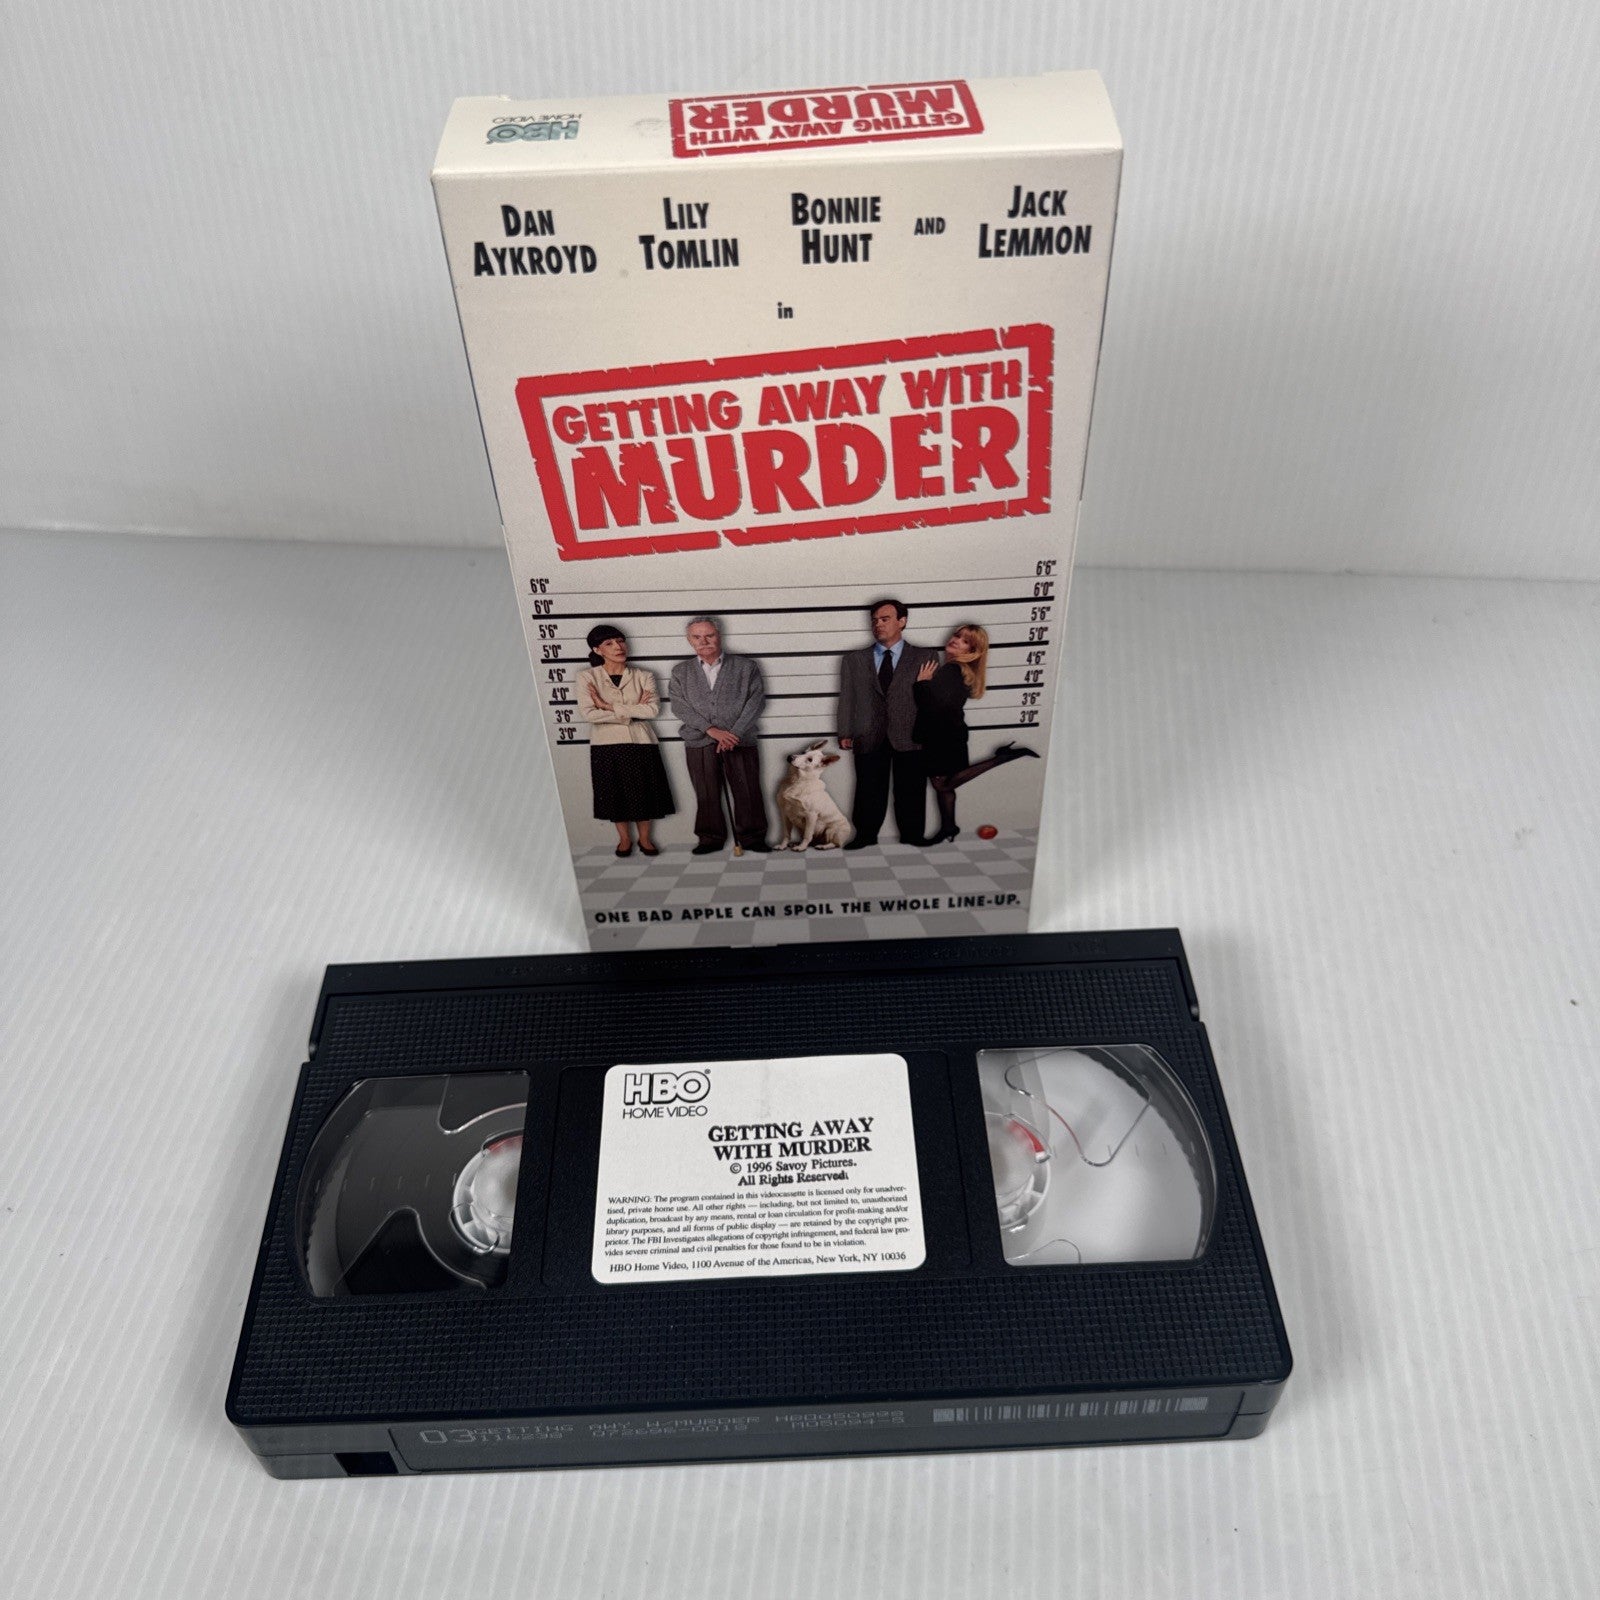 HBO
HOME VIDEO
GETTING AWAY WITH
MURDER
DAN AYKROYD
LILY TOMLIN
BONNIE HUNT
AND
JACK LEMMON
in
GETTING AWAY WITH
MURDER
6'6" 6'6"
6'0" 6'0"
5'6" 5'6"
5'0" 5'0"
4'6" 4'6"
4'0" 4'0"
3'6" 3'6"
3'0" 3'0"
ONE BAD APPLE CAN SPOIL THE WHOLE LINE-UP.
HBO®
HOME VIDEO
GETTING AWAY
WITH MURDER
© 1996 Savoy Pictures.
All Rights Reserved.
WARNING: The program contained in this videocassette is licensed only for unadver-
tised, private home use. All other rights — including, but not limited to, unauthorized
duplication, broadcast by any means, rental or loan circulation for profit-making and/or
library purposes, and all forms of public display — are retained by the copyright pro-
prietor. The FBI Investigates allegations of copyright infringement, and federal law pro-
vides severe criminal and civil penalties for those found to be in violation.
HBO Home Video, 1100 Avenue of the Americas, New York, NY 10036
03 GETTING AWY W/MURDER
116238 072696-0018 M05094-5